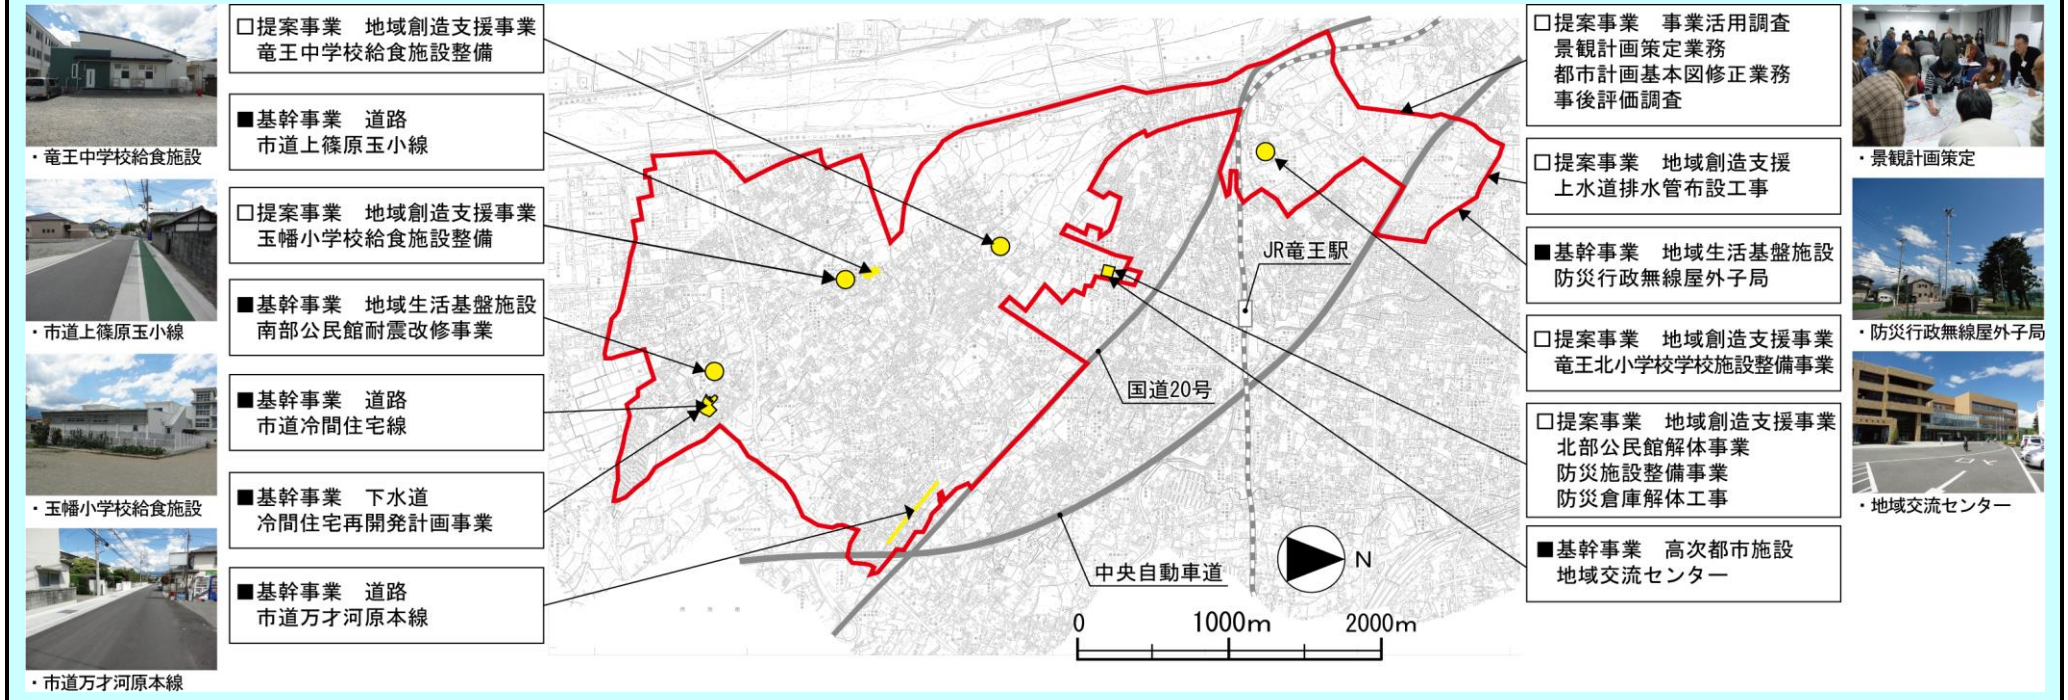 ・竜王中学校給食施設
・市道上篠原玉小線
・玉幡小学校給食施設
・市道万才河原本線
□提案事業　地域創造支援事業
竜王中学校給食施設整備
■基幹事業　道路
市道上篠原玉小線
□提案事業　地域創造支援事業
玉幡小学校給食施設整備
■基幹事業　地域生活基盤施設
南部公民館耐震改修事業
■基幹事業　道路
市道冷間住宅線
■基幹事業　下水道
冷間住宅再開発計画事業
■基幹事業　道路
市道万才河原本線
JR竜王駅
国道20号
中央自動車道
N
0
1000m
2000m
□提案事業　事業活用調査
景観計画策定業務
都市計画基本図修正業務
事後評価調査
□提案事業　地域創造支援
上水道排水管布設工事
■基幹事業　地域生活基盤施設
防災行政無線屋外子局
□提案事業　地域創造支援事業
竜王北小学校学校施設整備事業
□提案事業　地域創造支援事業
北部公民館解体事業
防災施設整備事業
防災倉庫解体工事
■基幹事業　高次都市施設
地域交流センター
・景観計画策定
・防災行政無線屋外子局
・地域交流センター